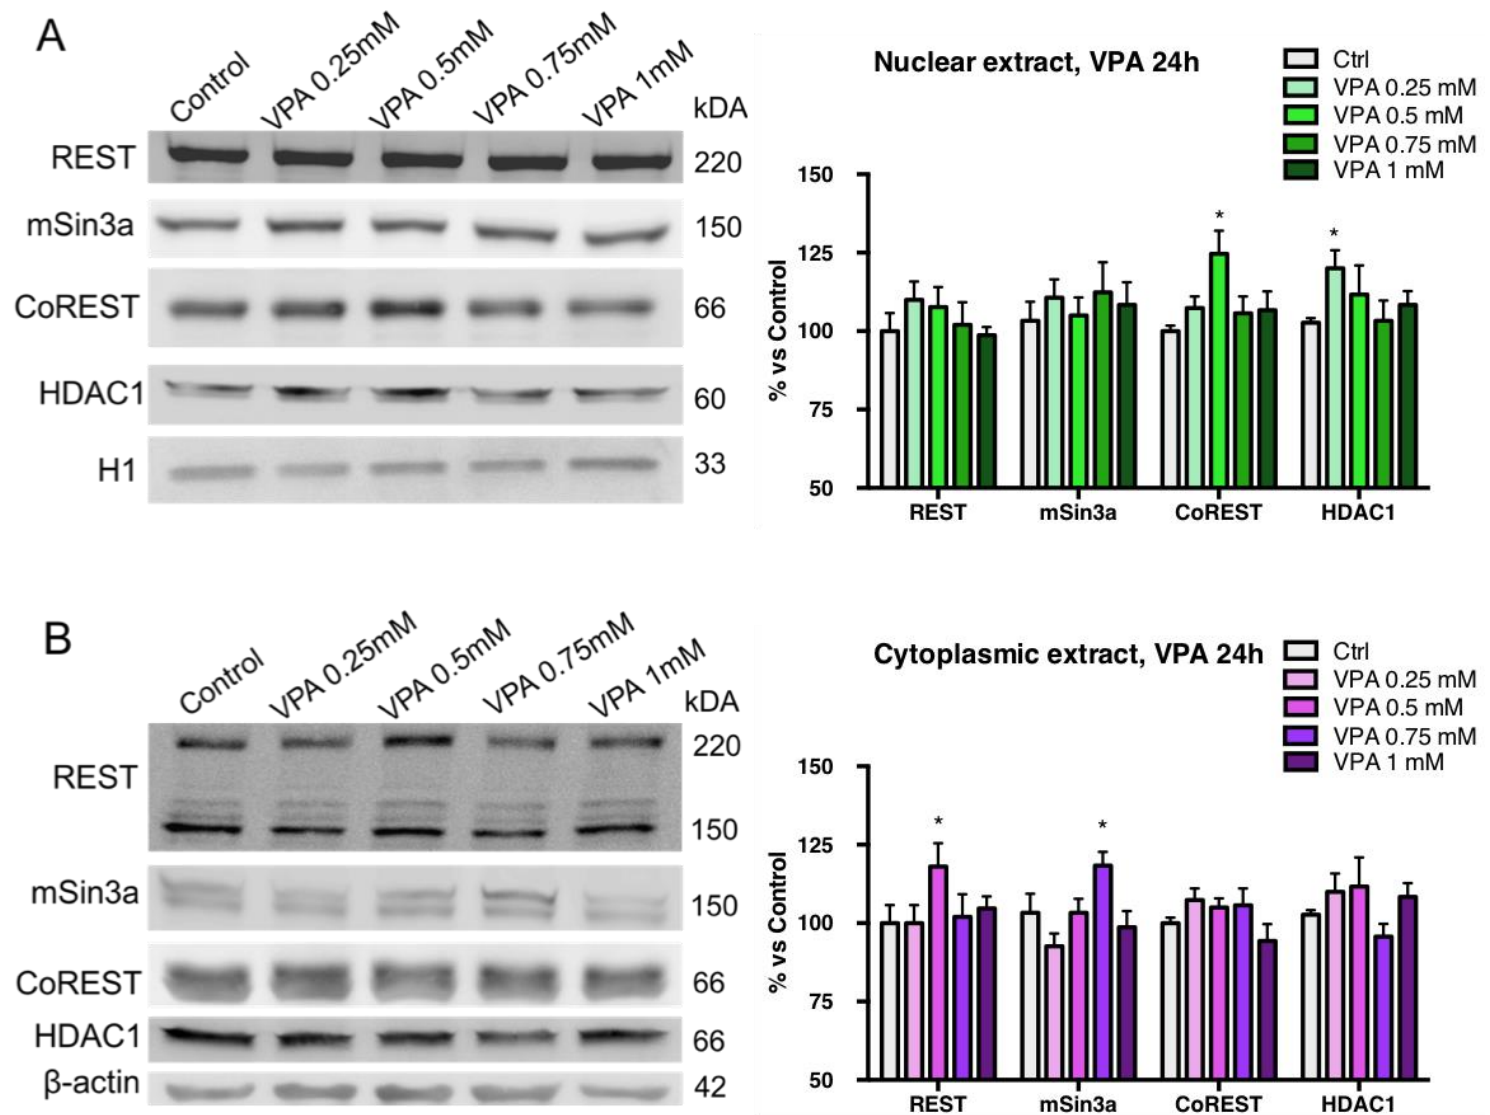 A
Control
VPA 0.25mM
VPA 0.5mM
VPA 0.75mM
VPA 1mM
kDA
REST
220
mSin3a
150
CoREST
66
HDAC1
60
H1
33
Nuclear extract, VPA 24h
Ctrl
VPA 0.25 mM
VPA 0.5 mM
VPA 0.75 mM
VPA 1 mM
% vs Control
150
125
100
75
50
*
*
REST
mSin3a
CoREST
HDAC1
B
Control
VPA 0.25mM
VPA 0.5mM
VPA 0.75mM
VPA 1mM
kDA
REST
220
150
mSin3a
150
CoREST
66
HDAC1
66
β-actin
42
Cytoplasmic extract, VPA 24h
Ctrl
VPA 0.25 mM
VPA 0.5 mM
VPA 0.75 mM
VPA 1 mM
% vs Control
150
125
100
75
50
*
*
REST
mSin3a
CoREST
HDAC1